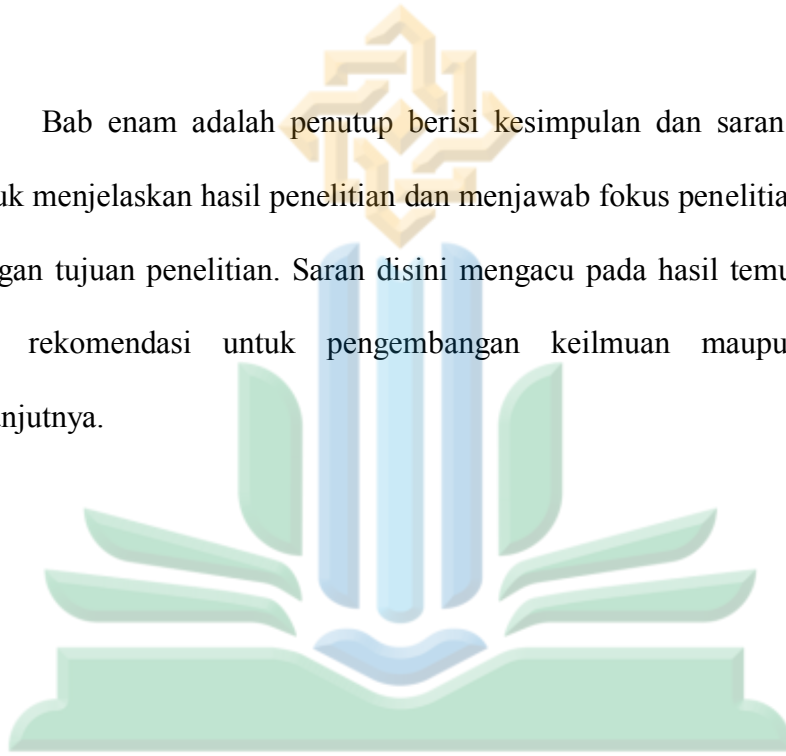 Bab enam adalah penutup berisi kesimpulan dan saran
uk menjelaskan hasil penelitian dan menjawab fokus penelitia
gan tujuan penelitian. Saran disini mengacu pada hasil temu
rekomendasi untuk pengembangan keilmuan maupu
anjutnya.